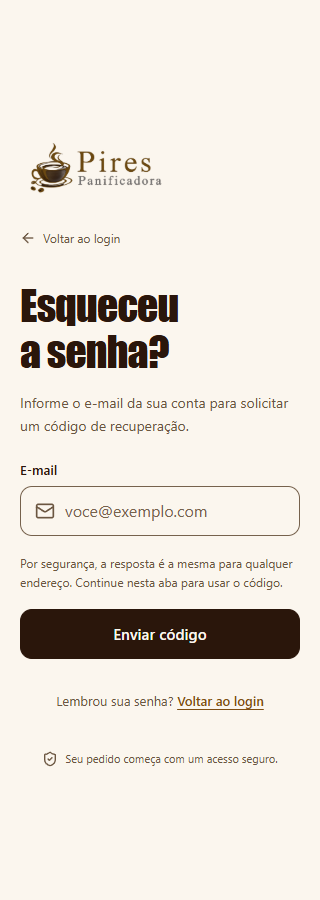 Pires
Panificadora
Voltar ao login
Esqueceu
a senha?
Informe o e-mail da sua conta para solicitar
um código de recuperação.
E-mail
voce@exemplo.com
Por segurança, a resposta é a mesma para qualquer
endereço. Continue nesta aba para usar o código.
Enviar código
Lembrou sua senha? Voltar ao login
Seu pedido começa com um acesso seguro.